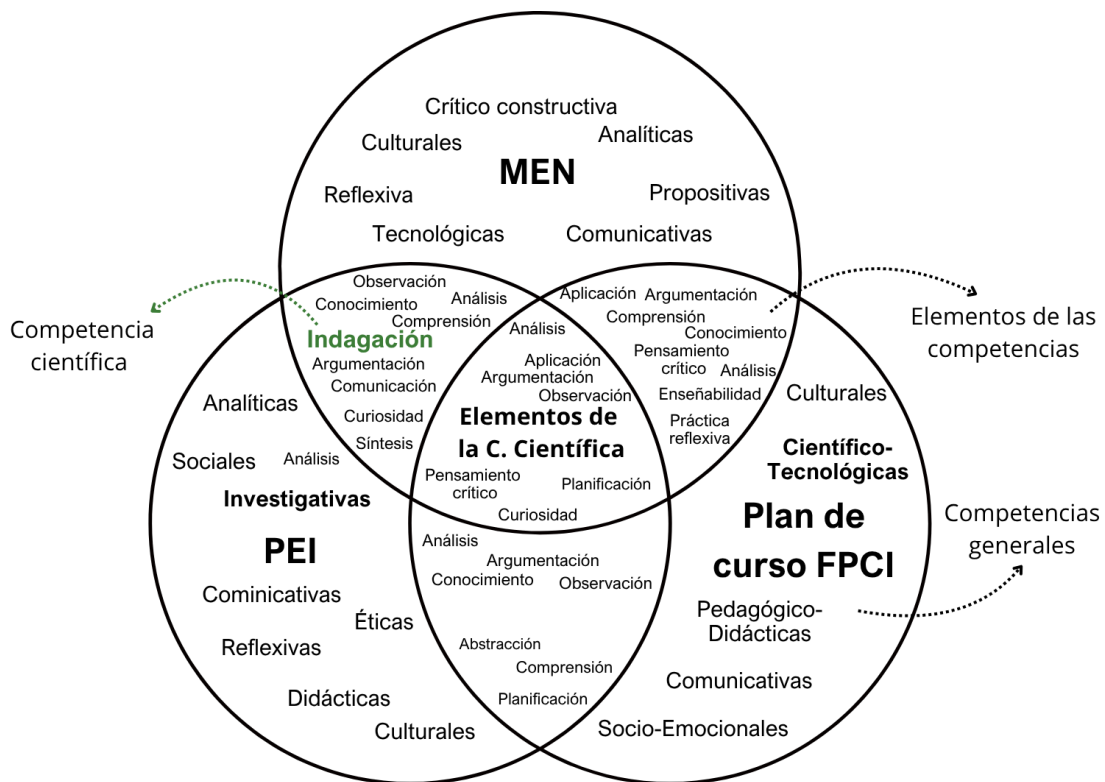 Crítico constructiva
Culturales
Analíticas
MEN
Reflexiva
Propositivas
Tecnológicas
Comunicativas
Observación
Conocimiento
Análisis
Comprensión
Indagación
Argumentación
Comunicación
Curiosidad
Síntesis
Competencia
científica
Aplicación
Argumentación
Comprensión
Conocimiento
Pensamiento
crítico
Análisis
Enseñabilidad
Práctica
reflexiva
Elementos de las
competencias
Análisis
Aplicación
Argumentación
Observación
Elementos de
la C. Científica
Pensamiento
crítico
Planificación
Curiosidad
Analíticas
Sociales
Análisis
Investigativas
PEI
Cominicativas
Éticas
Reflexivas
Didácticas
Culturales
Análisis
Argumentación
Conocimiento
Observación
Abstracción
Comprensión
Planificación
Culturales
Científico-
Tecnológicas
Plan de
curso FPCI
Competencias
generales
Pedagógico-
Didácticas
Comunicativas
Socio-Emocionales